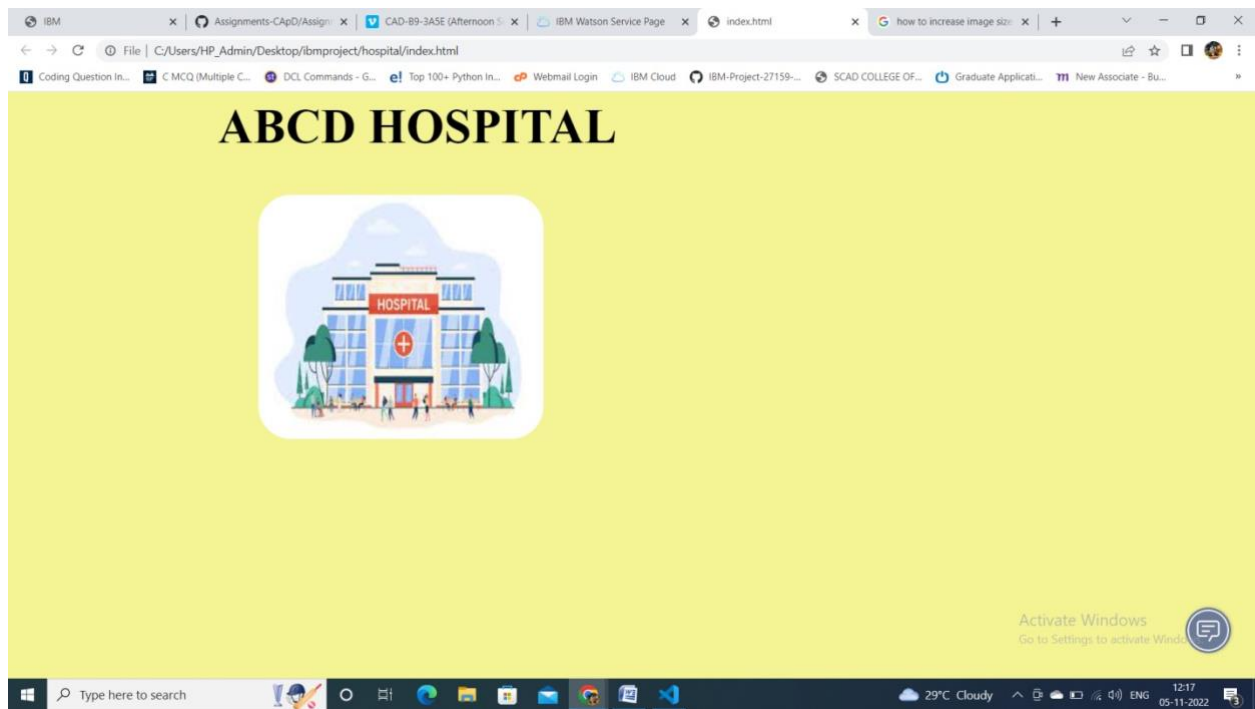 IBM
Assignments-CApD/Assign
CAD-B9-3A5E (Afternoon S
IBM Watson Service Page
index.html
how to increase image size
File | C:/Users/HP_Admin/Desktop/ibmproject/hospital/index.html
Coding Question In...
C MCQ (Multiple C...
DCL Commands - G...
Top 100+ Python In...
Webmail Login
IBM Cloud
IBM-Project-27159-...
SCAD COLLEGE OF...
Graduate Applicati...
New Associate - Bu...
»
ABCD HOSPITAL
HOSPITAL
Activate Windows
Go to Settings to activate Windo
Type here to search
29°C Cloudy
ENG
12:17
05-11-2022
3